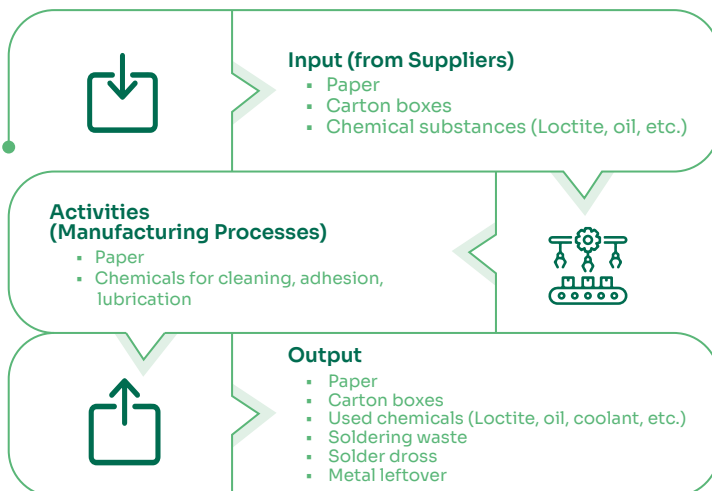 Input (from Suppliers)
▪ Paper
▪ Carton boxes
▪ Chemical substances (Loctite, oil, etc.)
Activities
(Manufacturing Processes)
▪ Paper
▪ Chemicals for cleaning, adhesion,
lubrication
Output
▪ Paper
▪ Carton boxes
▪ Used chemicals (Loctite, oil, coolant, etc.)
▪ Soldering waste
▪ Solder dross
▪ Metal leftover